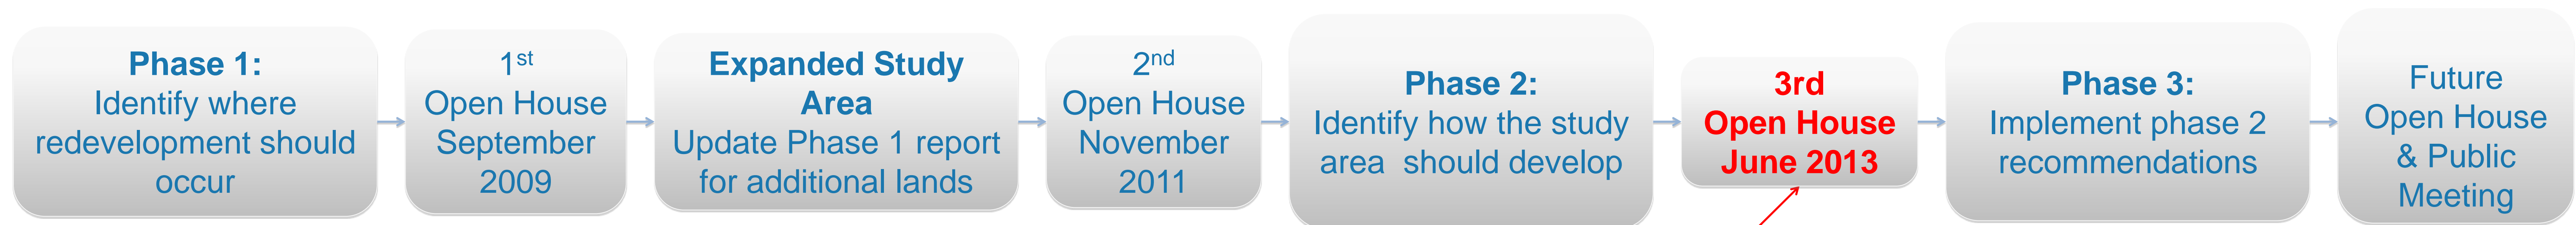 Phase 1:
Identify where
redevelopment should
occur
1st
Open House
September
2009
Expanded Study
Area
Update Phase 1 report
for additional lands
2nd
Open House
November
2011
Phase 2:
Identify how the study
area should develop
3rd
Open House
June 2013
Phase 3:
Implement phase 2
recommendations
Future
Open House
& Public
Meeting